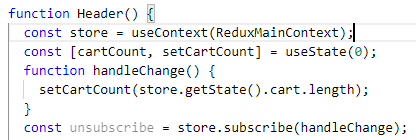 function Header() {
const store = useContext(ReduxMainContext);
const [cartCount, setCartCount] = useState(0);
function handleChange() {
setCartCount(store.getState().cart.length);
}
const unsubscribe = store.subscribe(handleChange);